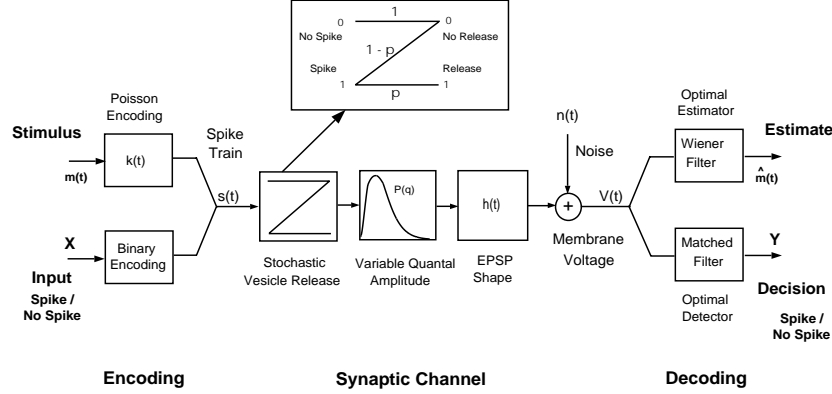 1
0
0
No Spike
No Release
1 - p
Spike
Release
1
1
p
Poisson
Encoding
Stimulus
m(t)
k(t)
Spike
Train
s(t)
X
Binary
Encoding
Input
Spike /
No Spike
Stochastic
Vesicle Release
P(q)
Variable Quantal
Amplitude
h(t)
EPSP
Shape
n(t)
Noise
+
V(t)
Membrane
Voltage
Optimal
Estimator
Wiener
Filter
Estimate
m̂(t)
Matched
Filter
Y
Optimal
Detector
Decision
Spike /
No Spike
Encoding
Synaptic Channel
Decoding